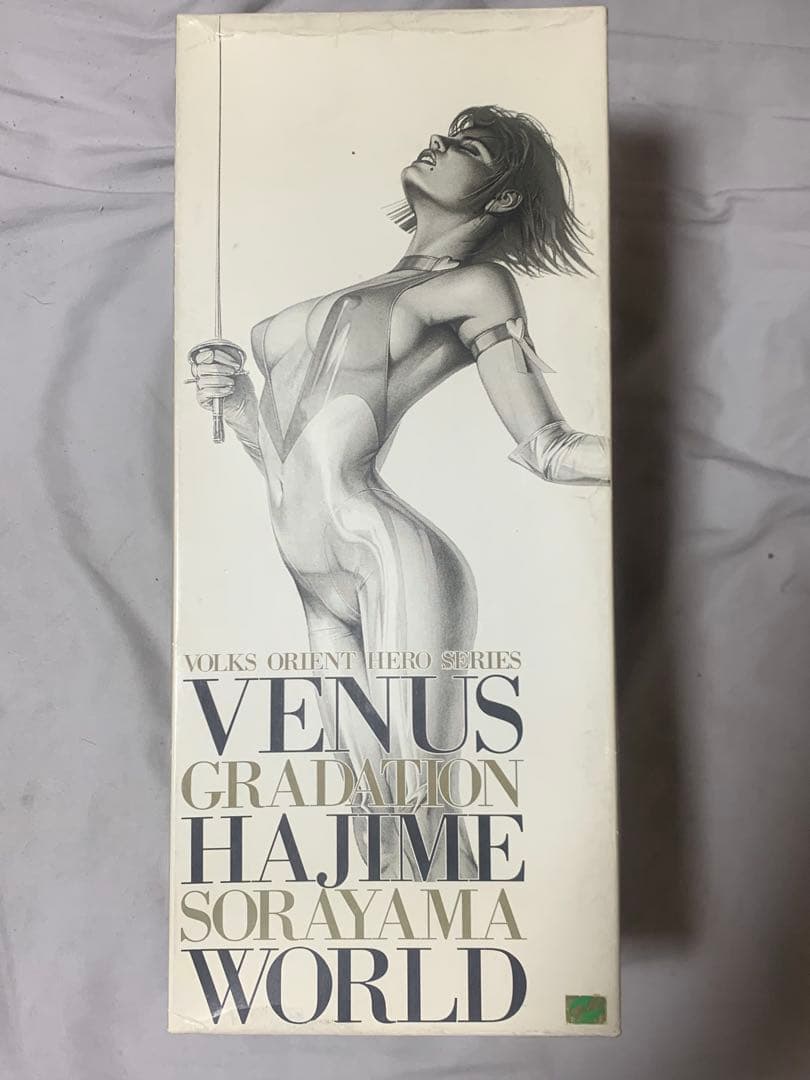 VOLKS ORIENT HERO SERIES
VENUS
GRADATION
HAJIME
SORAYAMA
WORLD